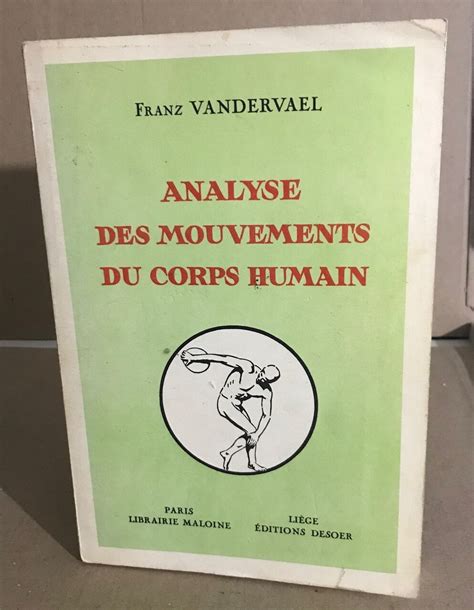 Franz VANDERVAEL
ANALYSE
DES MOUVEMENTS
DU CORPS HUMAIN
PARIS
LIBRAIRIE MALOINE
LIÈGE
ÉDITIONS DESOER